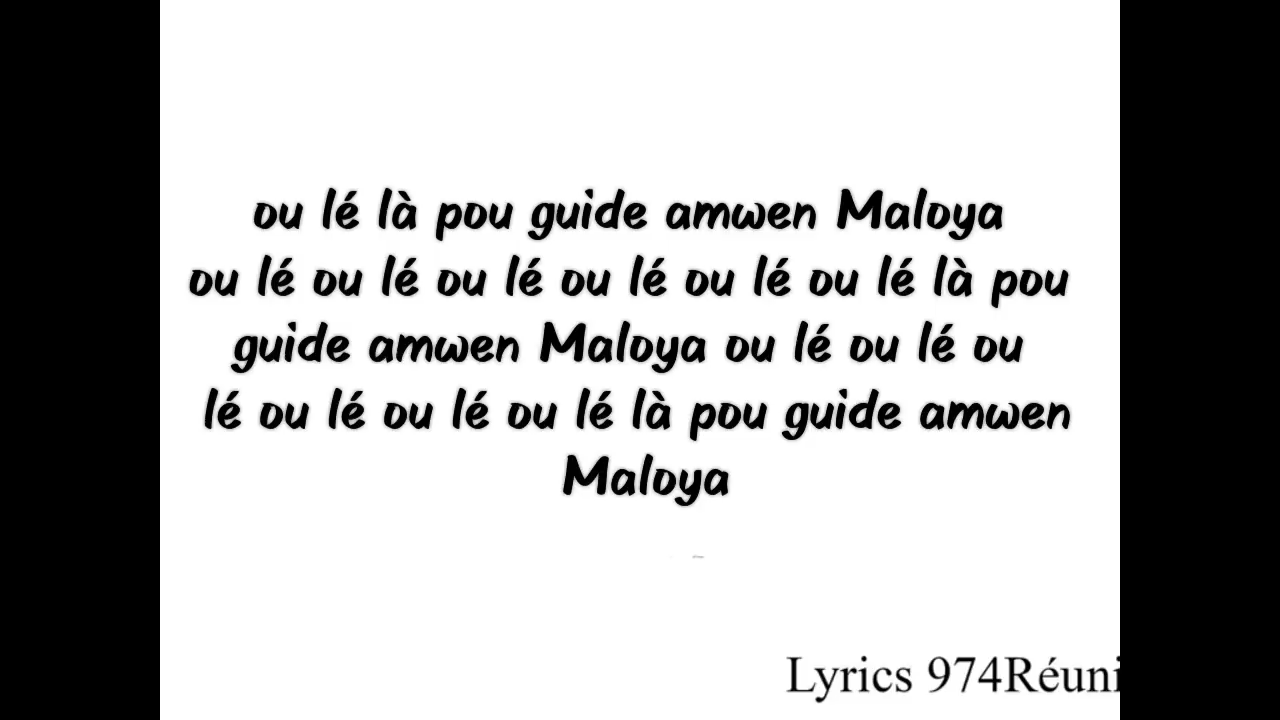 ou lé là pou guide amwen Maloya
ou lé ou lé ou lé ou lé ou lé ou lé là pou
guide amwen Maloya ou lé ou lé ou
lé ou lé ou lé ou lé là pou guide amwen
Maloya
Lyrics 974Réuni